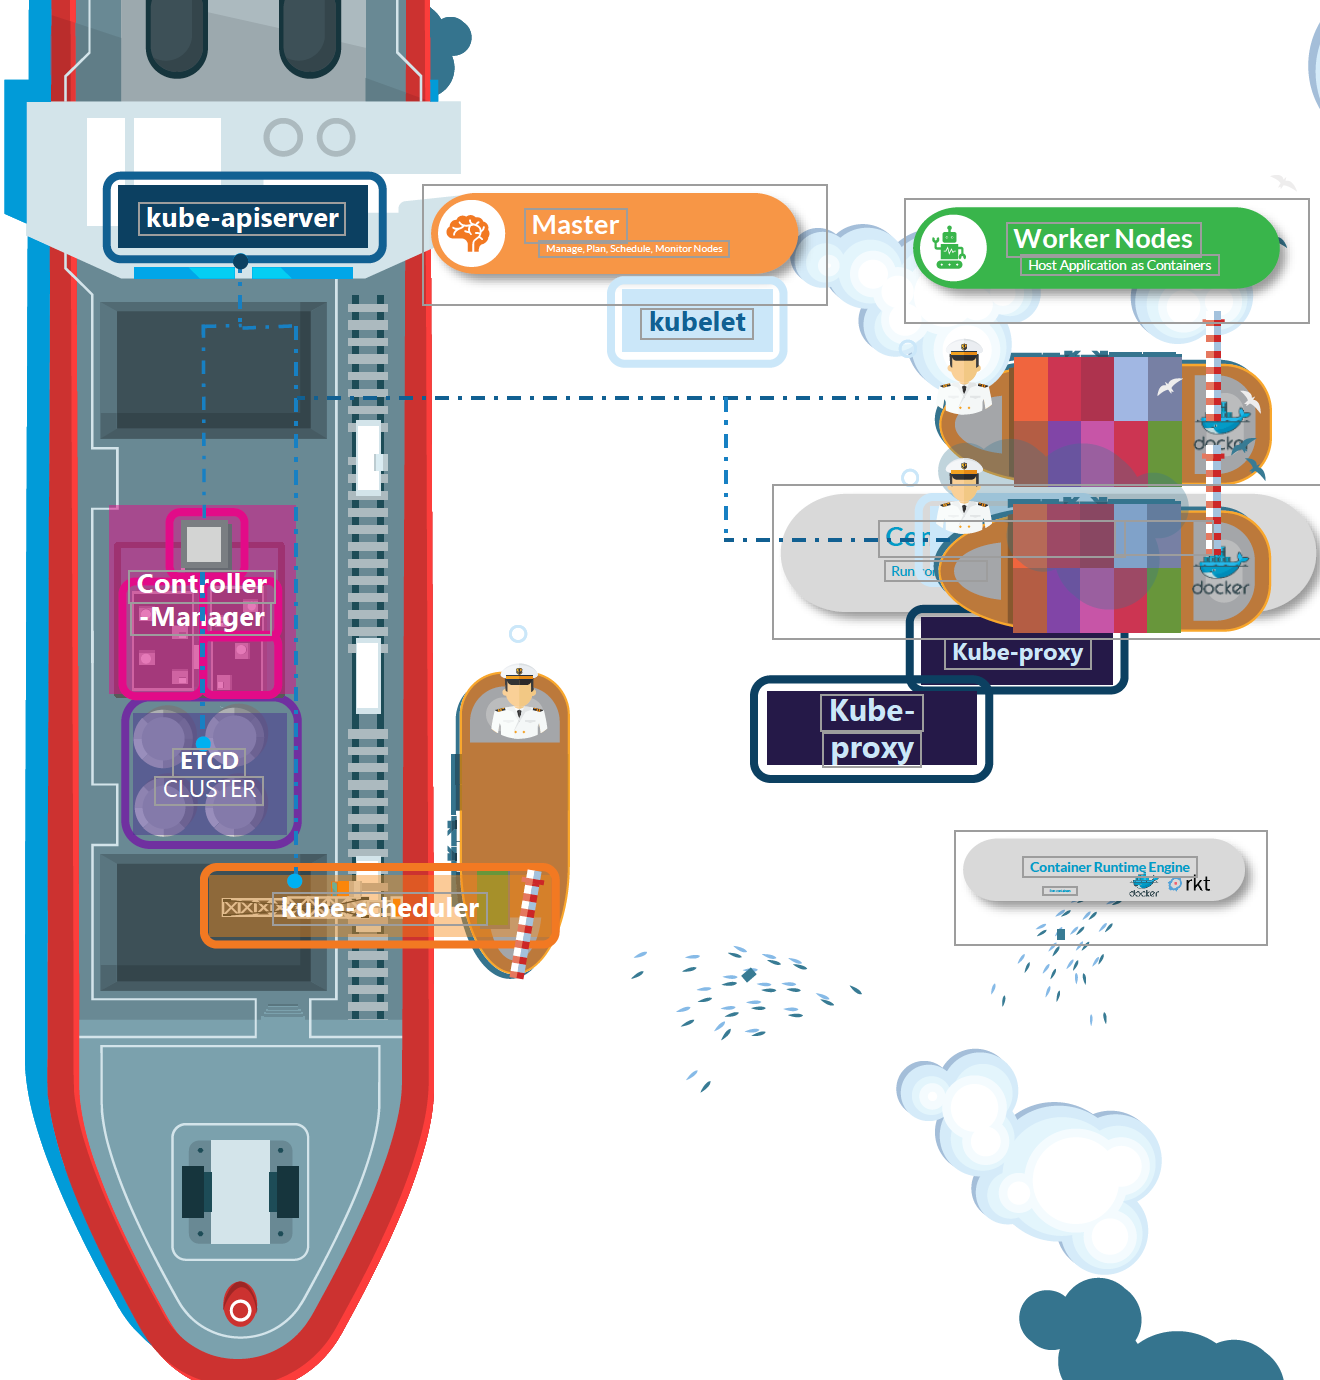 kube-apiserver
Master
Manage, Plan, Schedule, Monitor Nodes
Worker Nodes
Host Application as Containers
kubelet
docker
docker
Controller
-Manager
Kube-proxy
Kube-
proxy
ETCD
CLUSTER
kube-scheduler
Container Runtime Engine
docker
rkt